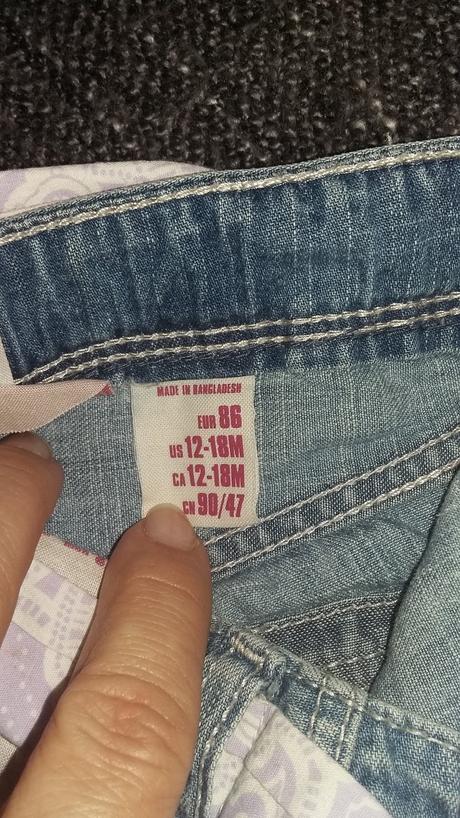 MADE IN BANGLADESH
EUR 86
US 12-18M
CA 12-18M
CN 90/47